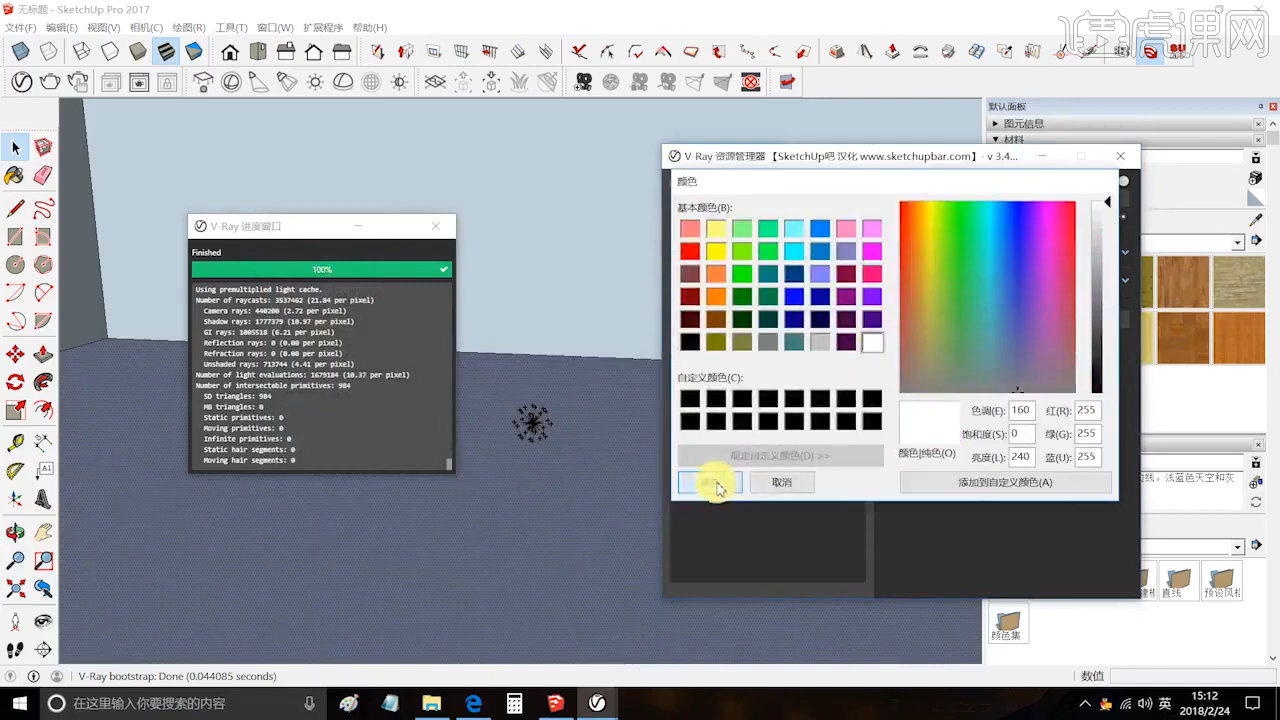 无标题 - SketchUp Pro 2017
文件(F) 编辑(E) 视图(V) 相机(C) 绘图(R) 工具(T) 窗口(W) 扩展程序 帮助(H)
虎课网
默认面板
图元信息
材料
V-Ray 资源管理器 【SketchUp吧 汉化 www.sketchupbar.com】 - v 3.4...
颜色
基本颜色(B):
自定义颜色(C):
规定自定义颜色(D) >>
取消
色调(E): 160 红(R): 255
饱和度(S): 0 绿(G): 255
颜色|纯色(O)
亮度(L): 240 蓝(U): 255
添加到自定义颜色(A)
V-Ray 进度窗口
Finished
100%
Using premultiplied light cache.
Number of raycasts: 3537462 (21.84 per pixel)
Camera rays: 440200 (2.72 per pixel)
Shadow rays: 1777379 (10.97 per pixel)
GI rays: 1005518 (6.21 per pixel)
Reflection rays: 0 (0.00 per pixel)
Refraction rays: 0 (0.00 per pixel)
Unshaded rays: 713744 (4.41 per pixel)
Number of light evaluations: 1679184 (10.37 per pixel)
Number of intersectable primitives: 984
SD triangles: 984
MB triangles: 0
Static primitives: 0
Moving primitives: 0
Infinite primitives: 0
Static hair segments: 0
Moving hair segments: 0
A1
线。浅蓝色天空和灰
直线
预设风格
颜色集
V-Ray bootstrap: Done (0.044085 seconds)
数值
在这里输入你要搜索的内容
英
15:12
2018/2/24